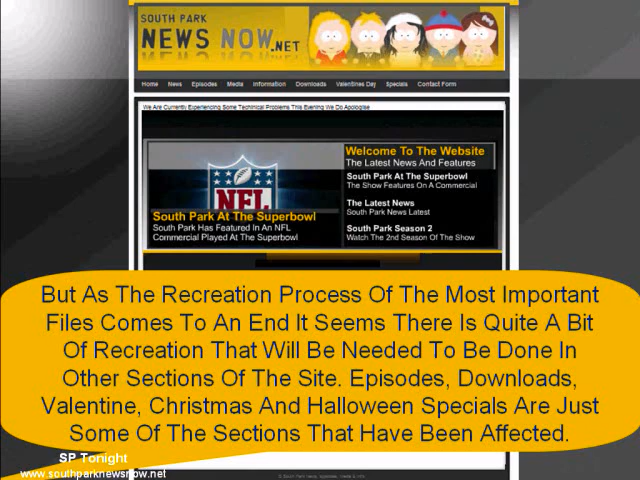 SOUTH PARK
NEWS NOW.NET
Home News Episodes Media Information Downloads Valentines Day Specials Contact Form
We Are Currently Experiencing Some Techinical Problems This Evening We Do Apologise
Welcome To The Website
The Latest News And Features
South Park At The Superbowl
The Show Features On A Commercial
The Latest News
South Park News Latest
South Park Season 2
Watch The 2nd Season Of The Show
NFL
South Park At The Superbowl
South Park Has Featured In An NFL
Commercial Played At The Superbowl
But As The Recreation Process Of The Most Important
Files Comes To An End It Seems There Is Quite A Bit
Of Recreation That Will Be Needed To Be Done In
Other Sections Of The Site. Episodes, Downloads,
Valentine, Christmas And Halloween Specials Are Just
Some Of The Sections That Have Been Affected.
SP Tonight
www.southparknewsnow.net